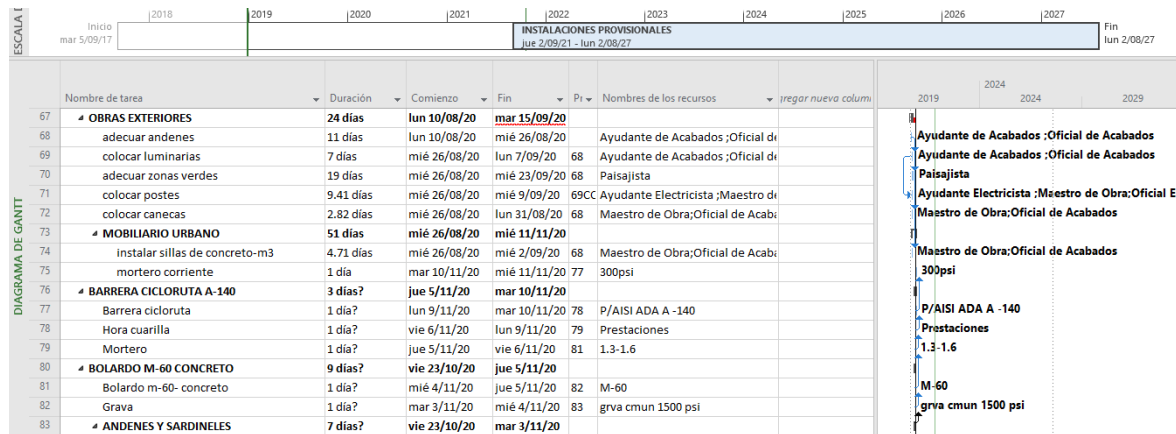 ESCALA D
2018 2019 2020 2021 2022 2023 2024 2025 2026 2027
Inicio
mar 5/09/17
INSTALACIONES PROVISIONALES
jue 2/09/21 - lun 2/08/27
Fin
lun 2/08/27
DIAGRAMA DE GANTT
Nombre de tarea Duración Comienzo Fin Pr Nombres de los recursos regar nueva colum
2024
2019 2024 2029
67 OBRAS EXTERIORES 24 días lun 10/08/20 mar 15/09/20
68 adecuar andenes 11 días lun 10/08/20 mié 26/08/20 Ayudante de Acabados ;Oficial de Ayudante de Acabados ;Oficial de Acabados
69 colocar luminarias 7 días mié 26/08/20 lun 7/09/20 68 Ayudante de Acabados ;Oficial de Ayudante de Acabados ;Oficial de Acabados
70 adecuar zonas verdes 19 días mié 26/08/20 mié 23/09/20 68 Paisajista Paisajista
71 colocar postes 9.41 días mié 26/08/20 mié 9/09/20 69CC Ayudante Electricista ;Maestro de Ayudante Electricista ;Maestro de Obra;Oficial E
72 colocar canecas 2.82 días mié 26/08/20 lun 31/08/20 68 Maestro de Obra;Oficial de Acaba Maestro de Obra;Oficial de Acabados
73 MOBILIARIO URBANO 51 días mié 26/08/20 mié 11/11/20
74 instalar sillas de concreto-m3 4.71 días mié 26/08/20 mié 2/09/20 68 Maestro de Obra;Oficial de Acaba Maestro de Obra;Oficial de Acabados
75 mortero corriente 1 día mar 10/11/20 mié 11/11/20 77 300psi 300psi
76 BARRERA CICLORUTA A-140 3 días? jue 5/11/20 mar 10/11/20
77 Barrera cicloruta 1 día? lun 9/11/20 mar 10/11/20 78 P/AISI ADA A -140 P/AISI ADA A -140
78 Hora cuarilla 1 día? vie 6/11/20 lun 9/11/20 79 Prestaciones Prestaciones
79 Mortero 1 día? jue 5/11/20 vie 6/11/20 81 1.3-1.6 1.3-1.6
80 BOLARDO M-60 CONCRETO 9 días? vie 23/10/20 jue 5/11/20
81 Bolardo m-60- concreto 1 día? mié 4/11/20 jue 5/11/20 82 M-60 M-60
82 Grava 1 día? mar 3/11/20 mié 4/11/20 83 grva cmun 1500 psi grva cmun 1500 psi
83 ANDENES Y SARDINELES 7 días? vie 23/10/20 mar 3/11/20